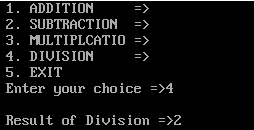 1. ADDITION =>
2. SUBTRACTION =>
3. MULTIPLCATIO =>
4. DIVISION =>
5. EXIT
Enter your choice =>4
Result of Division =>2